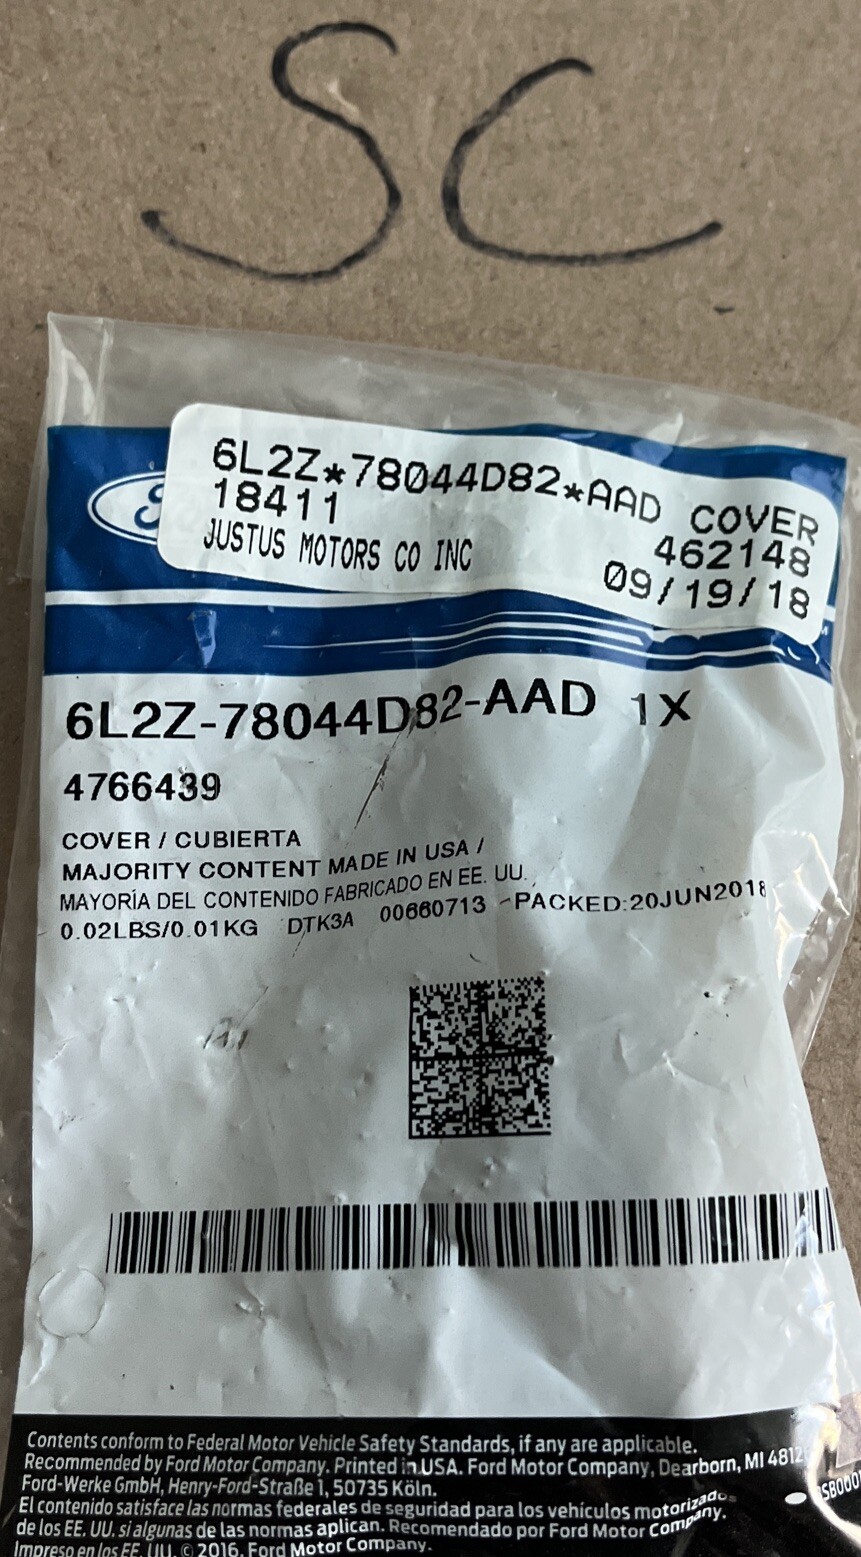 SC
6L2Z*78044D82*AAD COVER
18411 462148
JUSTUS MOTORS CO INC 09/19/18
6L2Z-78044D82-AAD 1X
4766439
COVER / CUBIERTA
MAJORITY CONTENT MADE IN USA /
MAYORÍA DEL CONTENIDO FABRICADO EN EE. UU.
0.02LBS/0.01KG DTK3A 00660713 -PACKED:20JUN2018
Contents conform to Federal Motor Vehicle Safety Standards, if any are applicable.
Recommended by Ford Motor Company. Printed in USA. Ford Motor Company, Dearborn, MI 4812
Ford-Werke GmbH, Henry-Ford-Straße 1, 50735 Köln.
El contenido satisface las normas federales de seguridad para los vehículos motorizados
de los EE. UU. si algunas de las normas aplican. Recomendado por Ford Motor Company.
Impreso en los EE. UU. © 2016, Ford Motor Company.